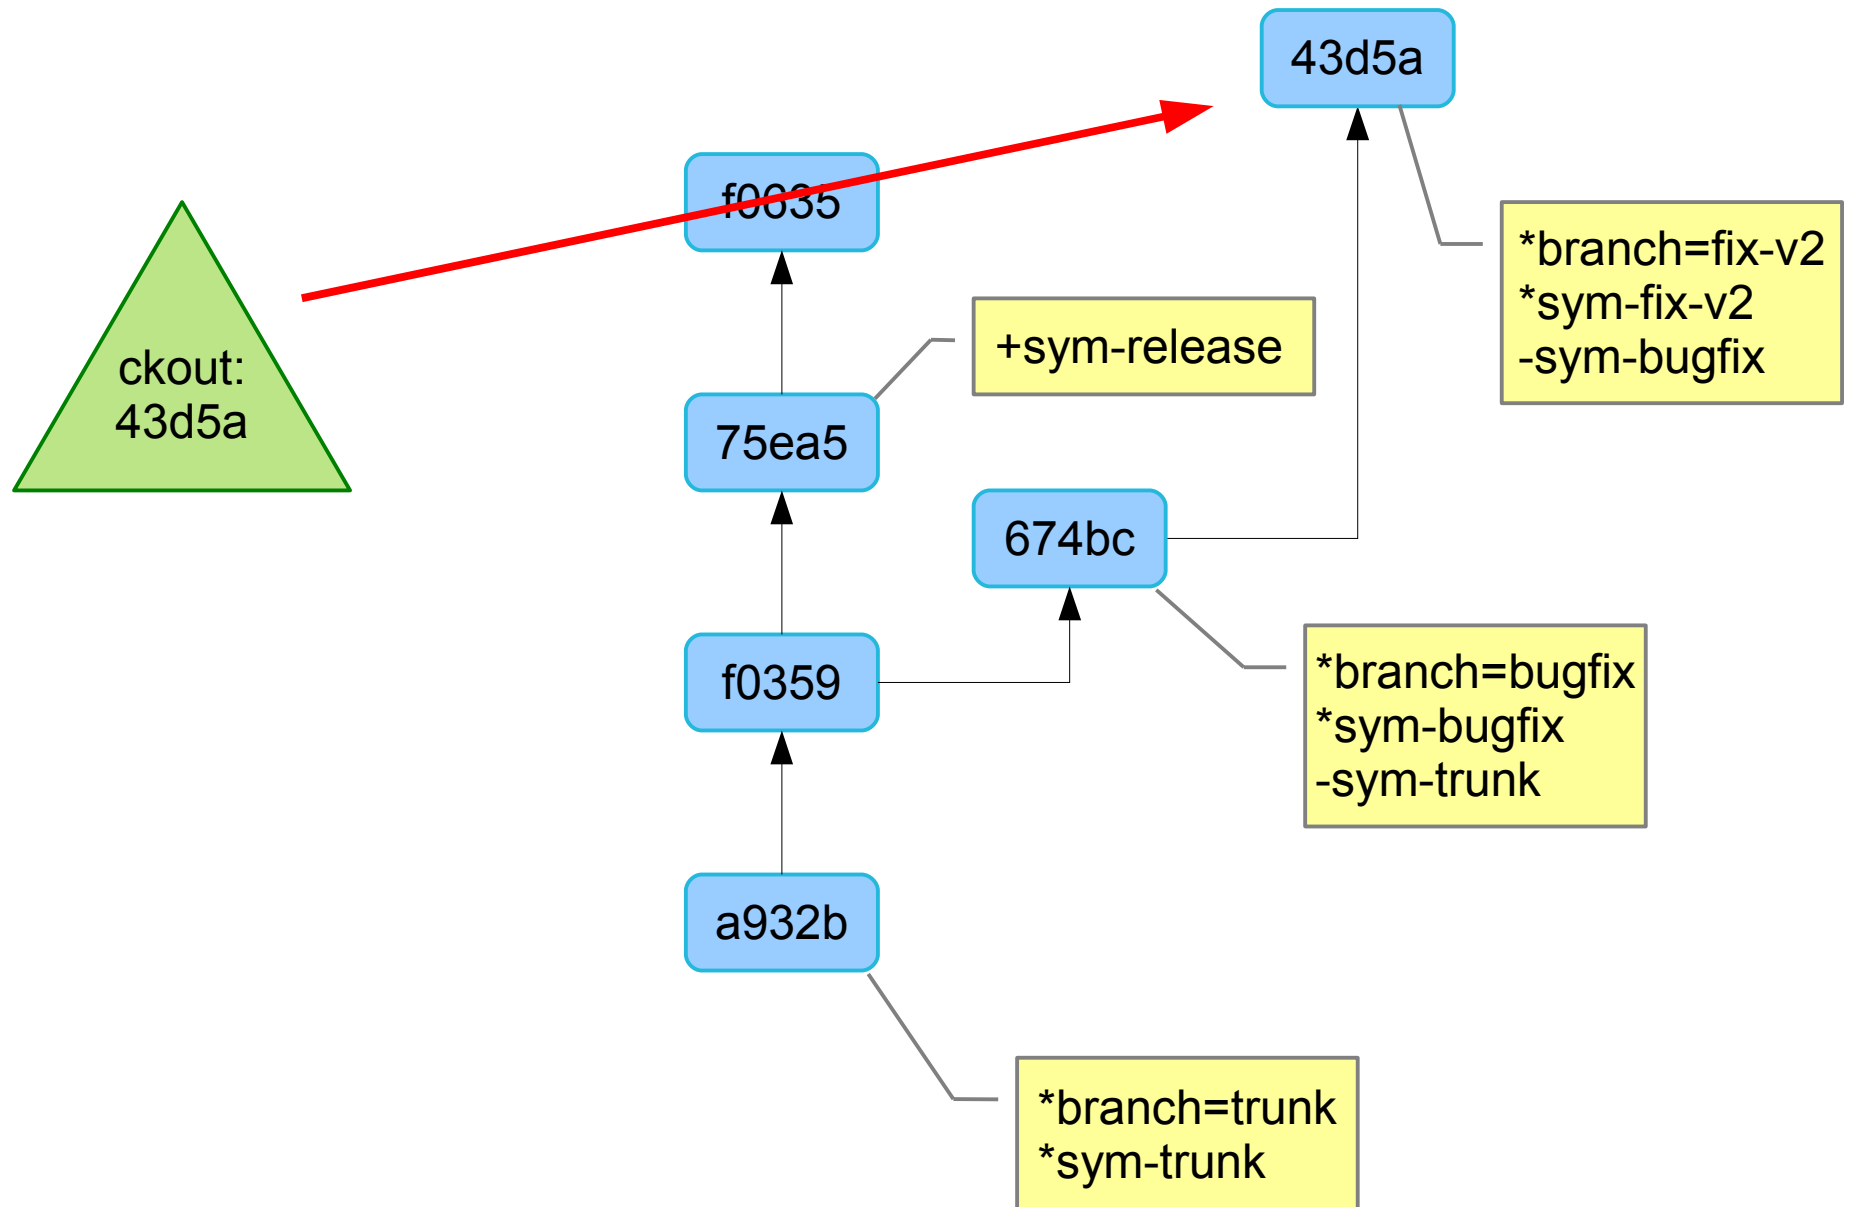 43d5a
f0635
*branch=fix-v2
*sym-fix-v2
-sym-bugfix
+sym-release
ckout:
43d5a
75ea5
674bc
f0359
*branch=bugfix
*sym-bugfix
-sym-trunk
a932b
*branch=trunk
*sym-trunk